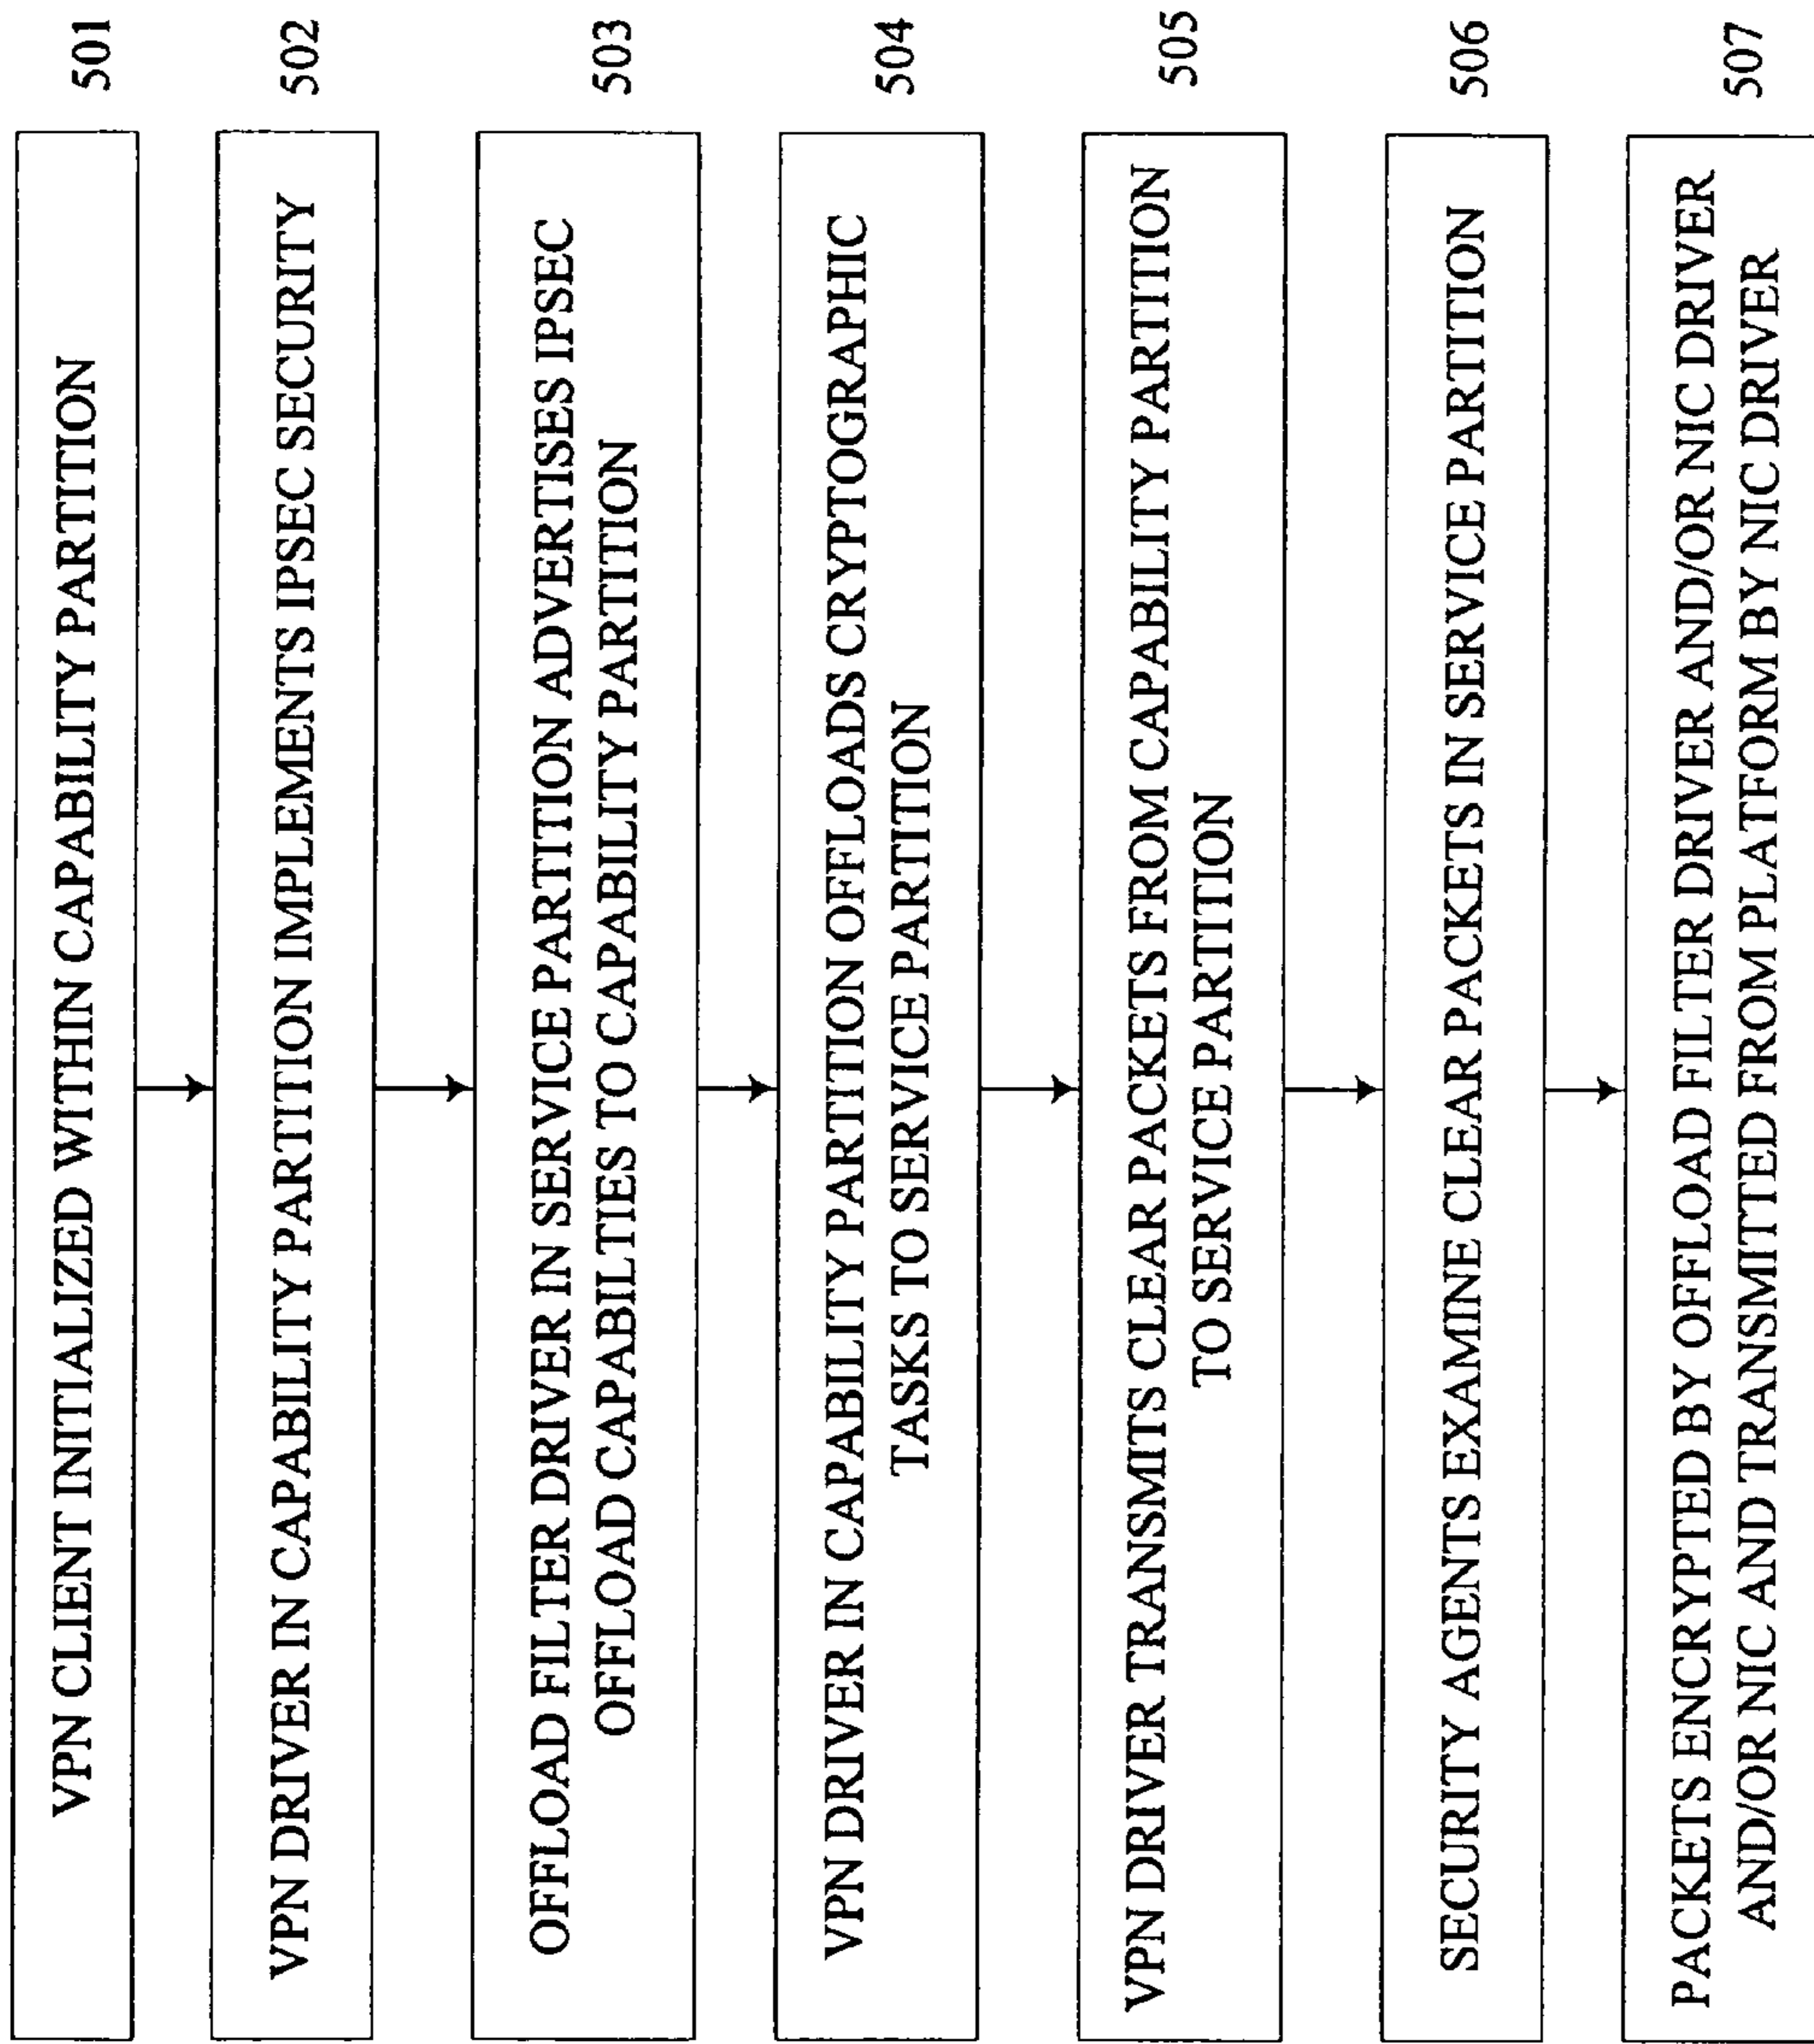 VPN CLIENT INITIALIZED WITHIN CAPABILITY PARTITION
501
VPN DRIVER IN CAPABILITY PARTITION IMPLEMENTS IPSEC SECURITY
502
OFFLOAD FILTER DRIVER IN SERVICE PARTITION ADVERTISES IPSEC
OFFLOAD CAPABILITIES TO CAPABILTIY PARTITION
503
VPN DRIVER IN CAPABILITY PARTITION OFFLOADS CRYPTOGRAPHIC
TASKS TO SERVICE PARTITION
504
VPN DRIVER TRANSMITS CLEAR PACKETS FROM CAPABILITY PARTITION
TO SERVICE PARTITION
505
SECURITY AGENTS EXAMINE CLEAR PACKETS IN SERVICE PARTITION
506
PACKETS ENCRYPTED BY OFFLOAD FILTER DRIVER AND/OR NIC DRIVER
AND/OR NIC AND TRANSMITTED FROM PLATFORM BY NIC DRIVER
507